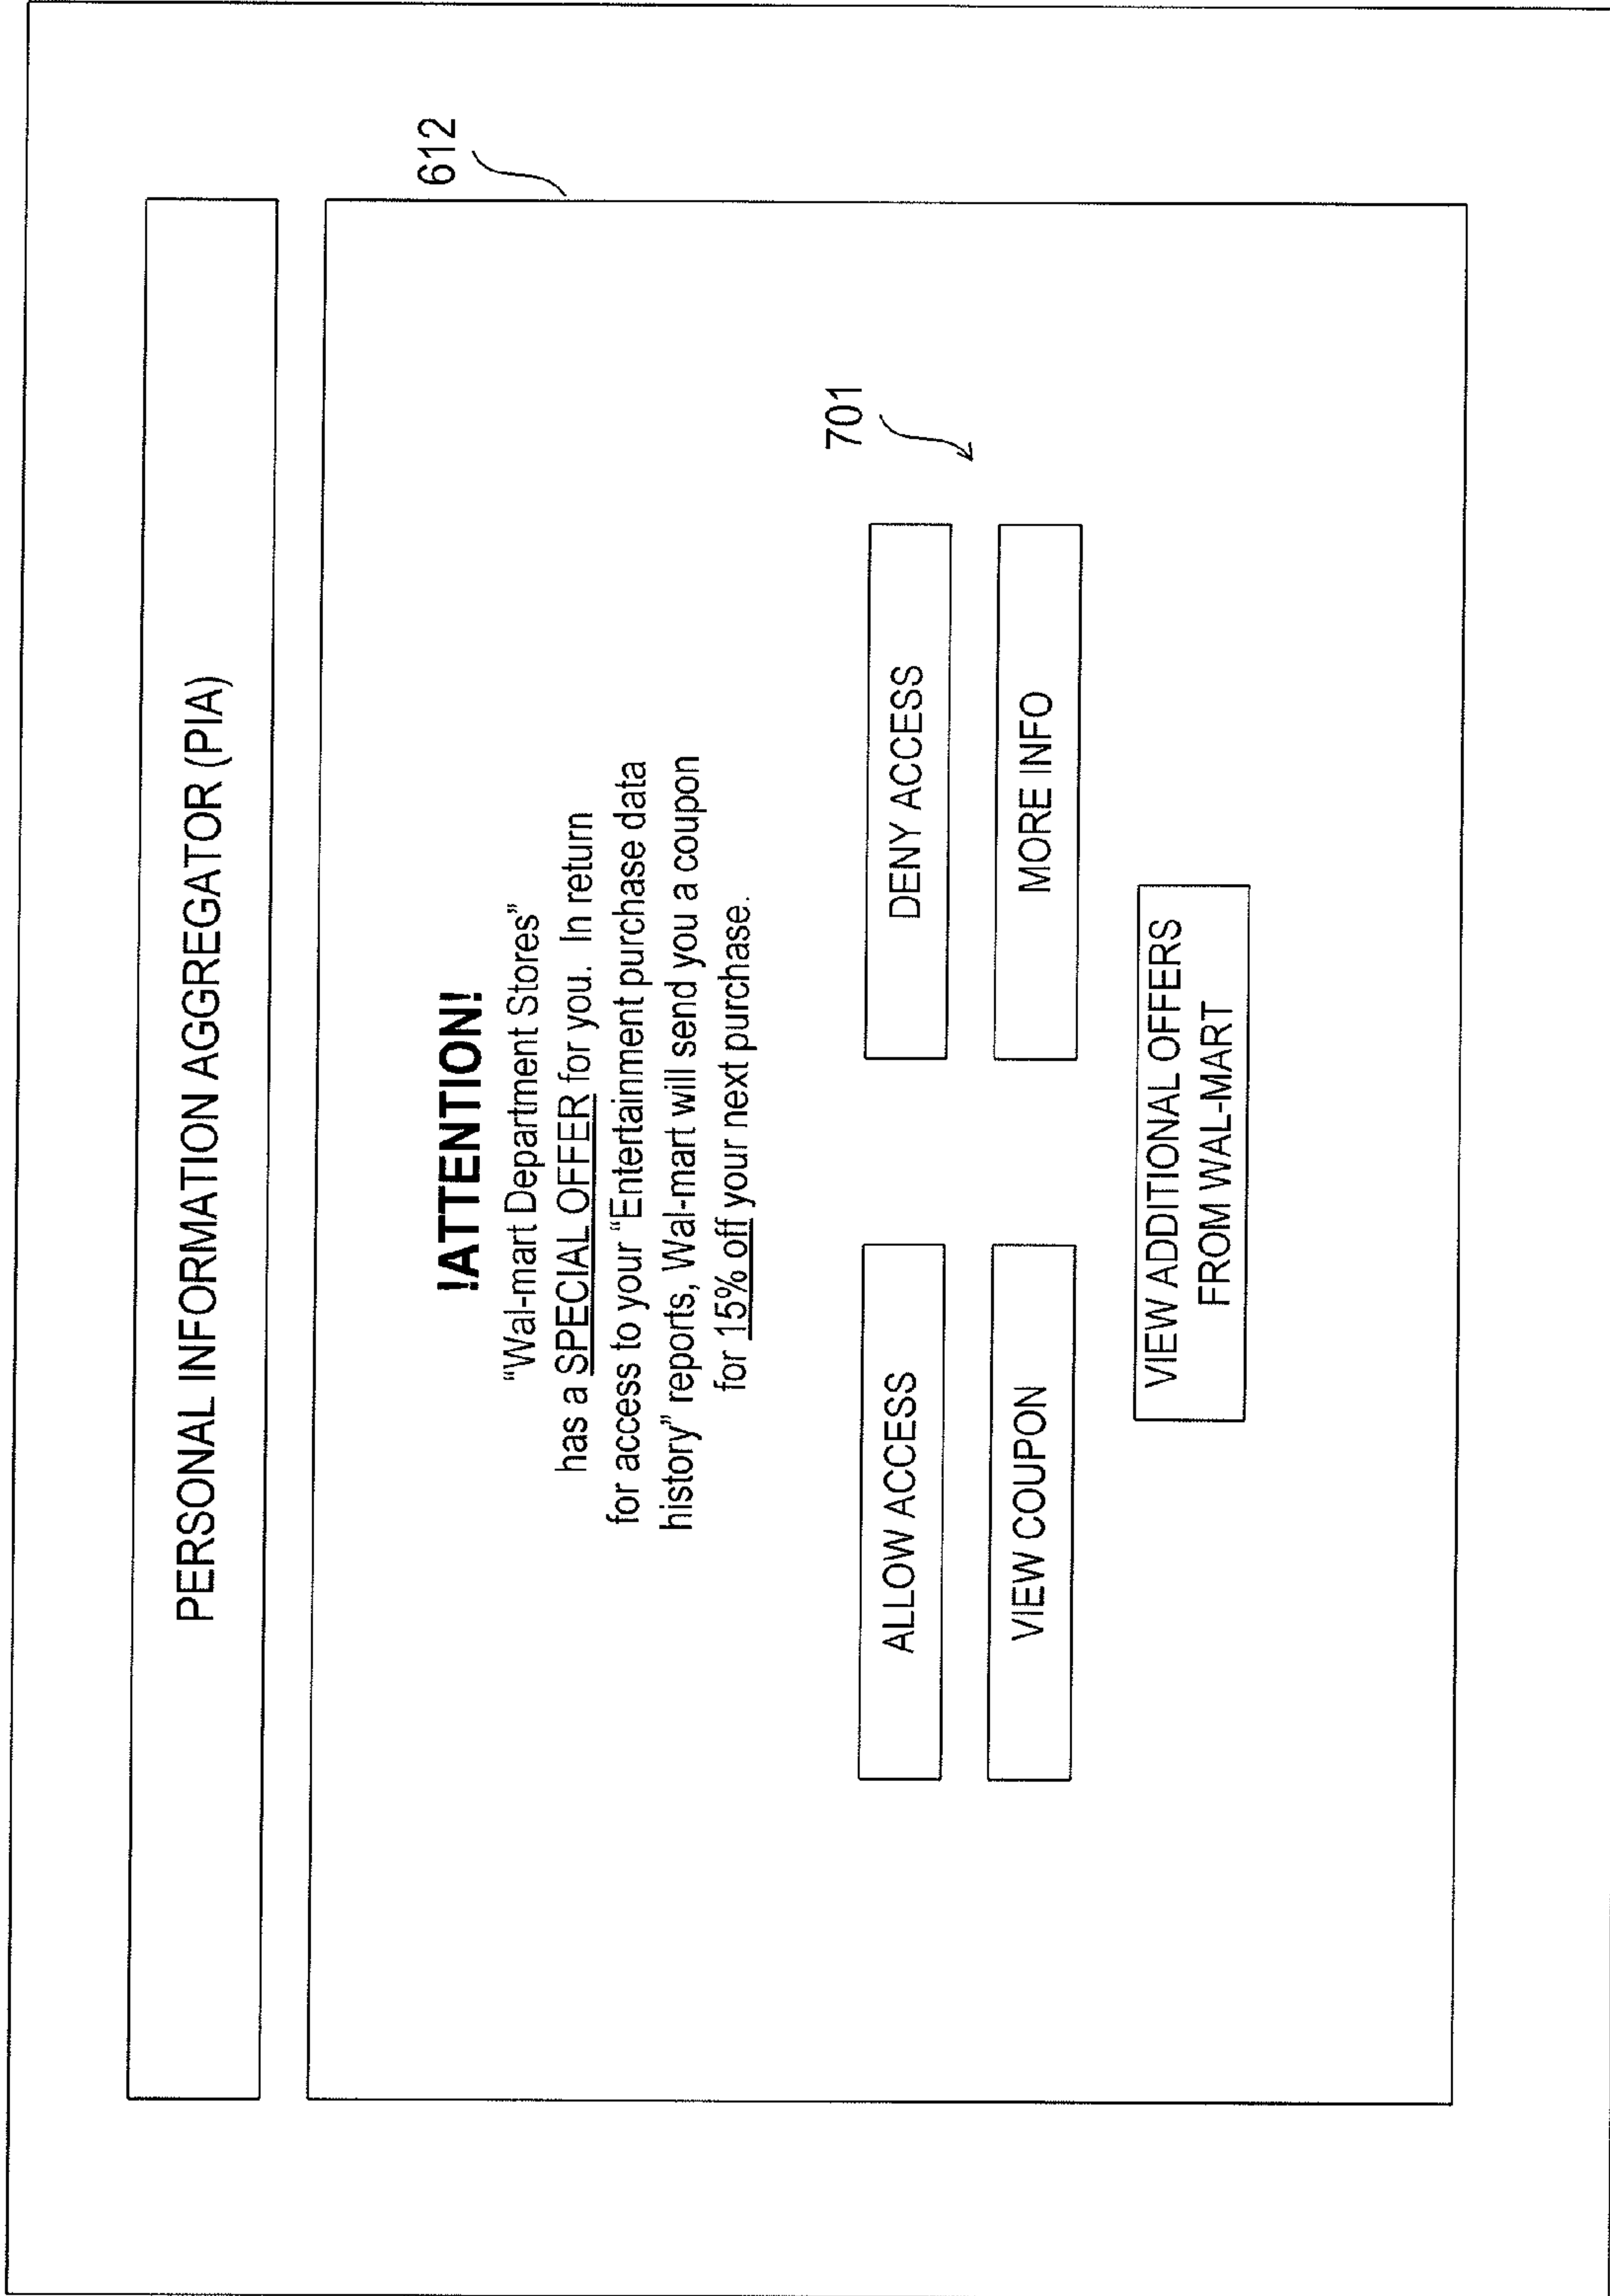 PERSONAL INFORMATION AGGREGATOR (PIA)
612
!ATTENTION!
“Wal-mart Department Stores”
has a SPECIAL OFFER for you. In return
for access to your “Entertainment purchase data
history” reports, Wal-mart will send you a coupon
for 15% off your next purchase.
701
ALLOW ACCESS
DENY ACCESS
VIEW COUPON
MORE INFO
VIEW ADDITIONAL OFFERS
FROM WAL-MART